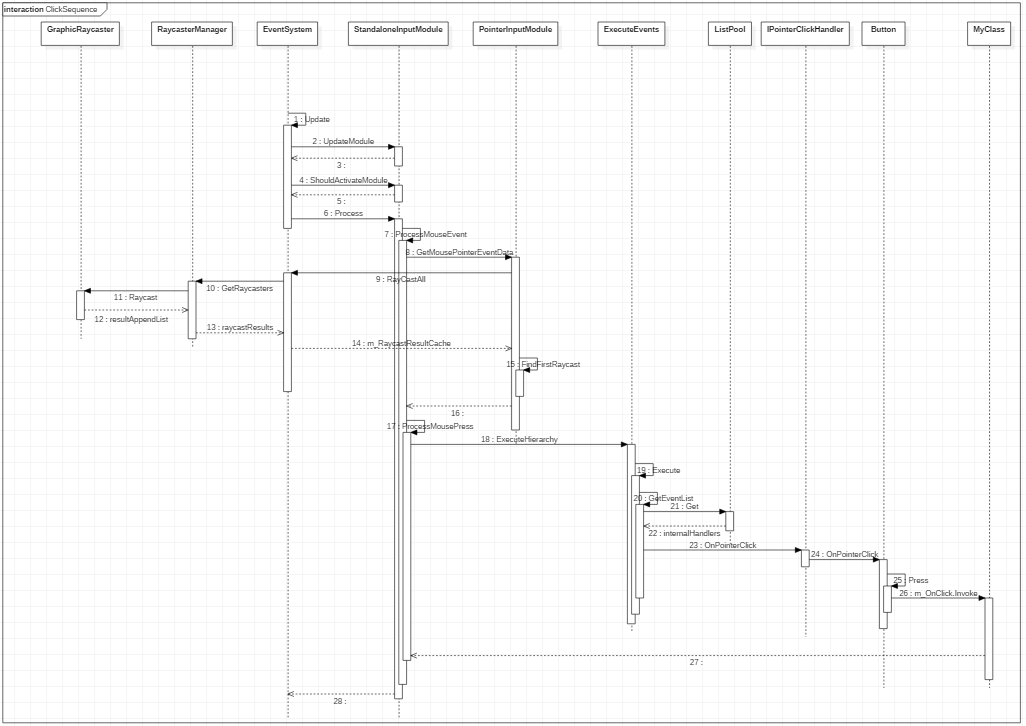 interaction ClickSequence
GraphicRaycaster
RaycasterManager
EventSystem
StandaloneInputModule
PointerInputModule
ExecuteEvents
ListPool
IPointerClickHandler
Button
MyClass
1 : Update
2 : UpdateModule
3 :
4 : ShouldActivateModule
5 :
6 : Process
7 : ProcessMouseEvent
8 : GetMousePointerEventData
9 : RayCastAll
10 : GetRaycasters
11 : Raycast
12 : resultAppendList
13 : raycastResults
14 : m_RaycastResultCache
15 : FindFirstRaycast
16 :
17 : ProcessMousePress
18 : ExecuteHierarchy
19 : Execute
20 : GetEventList
21 : Get
22 : internalHandlers
23 : OnPointerClick
24 : OnPointerClick
25 : Press
26 : m_OnClick.Invoke
27 :
28 :